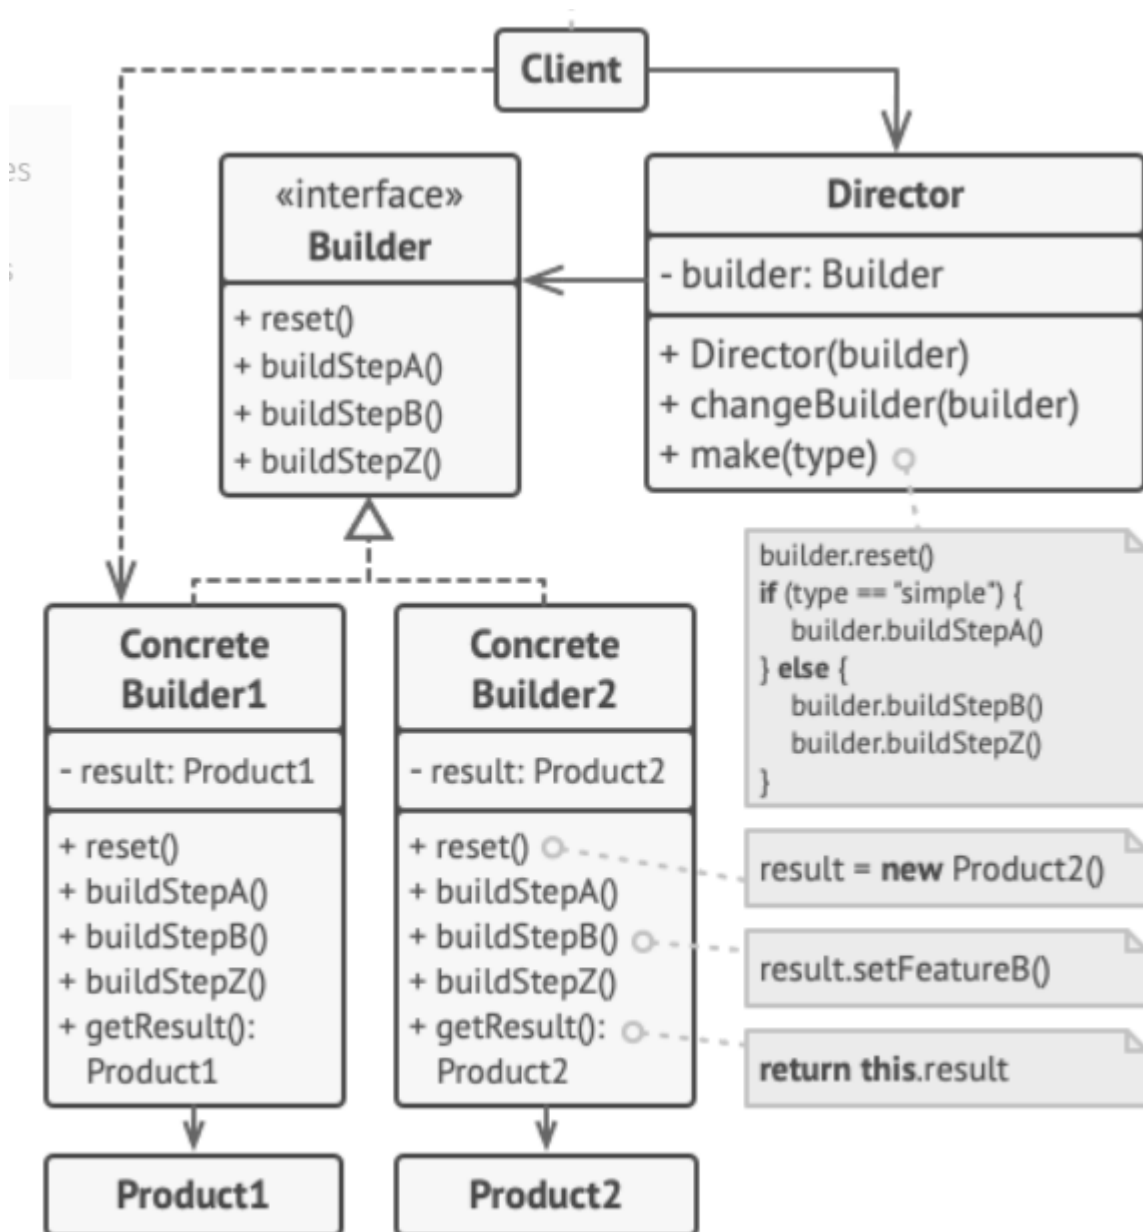 Client
es
s
«interface»
Builder
+ reset()
+ buildStepA()
+ buildStepB()
+ buildStepZ()
Director
- builder: Builder
+ Director(builder)
+ changeBuilder(builder)
+ make(type)
builder.reset()
if (type == "simple") {
builder.buildStepA()
} else {
builder.buildStepB()
builder.buildStepZ()
}
Concrete
Builder1
- result: Product1
+ reset()
+ buildStepA()
+ buildStepB()
+ buildStepZ()
+ getResult():
Product1
Concrete
Builder2
- result: Product2
+ reset()
+ buildStepA()
+ buildStepB()
+ buildStepZ()
+ getResult():
Product2
result = new Product2()
result.setFeatureB()
return this.result
Product1
Product2